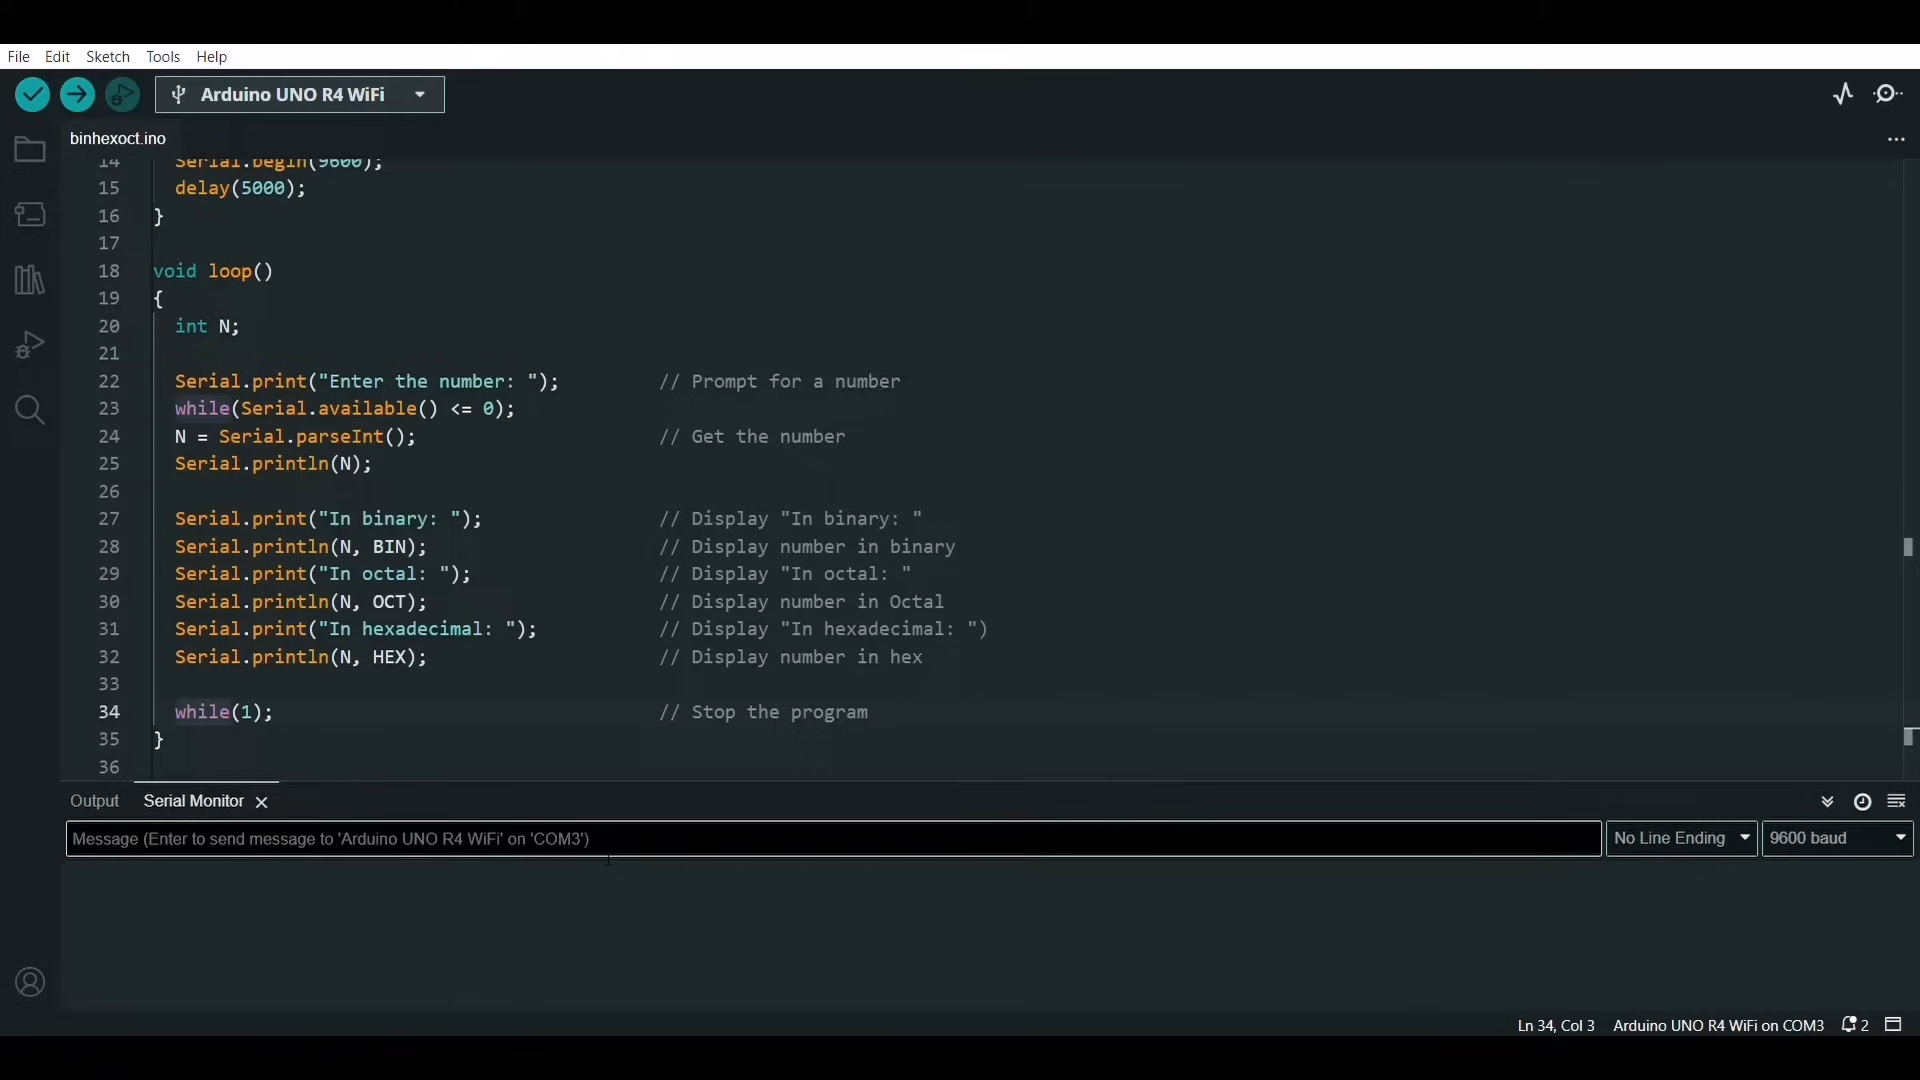 File Edit Sketch Tools Help
Arduino UNO R4 WiFi
binhexoct.ino
14 Serial.begin(9600);
15 delay(5000);
16 }
17
18 void loop()
19 {
20 int N;
21
22 Serial.print("Enter the number: "); // Prompt for a number
23 while(Serial.available() <= 0);
24 N = Serial.parseInt(); // Get the number
25 Serial.println(N);
26
27 Serial.print("In binary: "); // Display "In binary: "
28 Serial.println(N, BIN); // Display number in binary
29 Serial.print("In octal: "); // Display "In octal: "
30 Serial.println(N, OCT); // Display number in Octal
31 Serial.print("In hexadecimal: "); // Display "In hexadecimal: ")
32 Serial.println(N, HEX); // Display number in hex
33
34 while(1); // Stop the program
35 }
36
Output Serial Monitor
Message (Enter to send message to 'Arduino UNO R4 WiFi' on 'COM3') No Line Ending 9600 baud
Ln 34, Col 3 Arduino UNO R4 WiFi on COM3 2